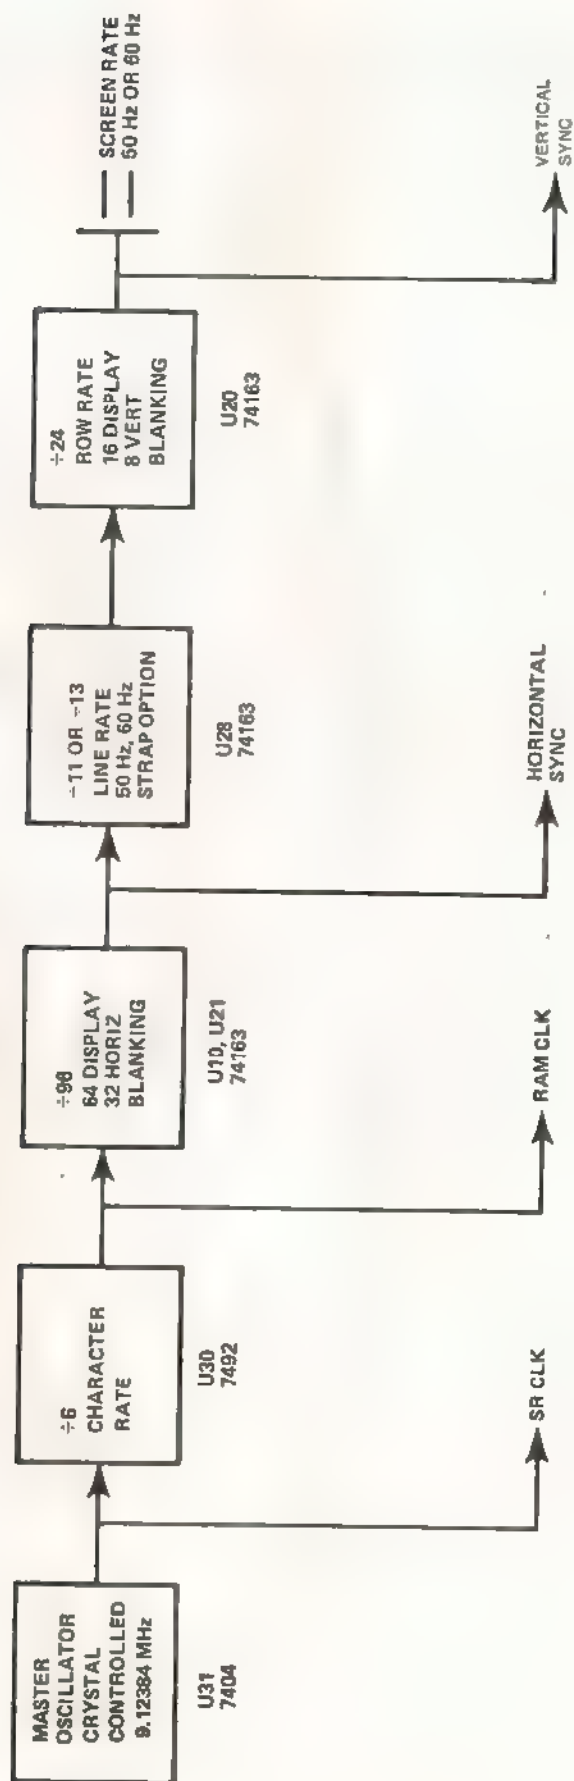 MASTER
OSCILLATOR
CRYSTAL
CONTROLLED
9.12384 MHz
U31
7404
SR CLK
÷6
CHARACTER
RATE
U30
7492
RAM CLK
÷96
64 DISPLAY
32 HORIZ
BLANKING
U10, U21
74163
HORIZONTAL
SYNC
÷11 OR ÷13
LINE RATE
50 Hz, 60 Hz
STRAP OPTION
U28
74163
÷24
ROW RATE
16 DISPLAY
8 VERT
BLANKING
U20
74163
SCREEN RATE
50 Hz OR 60 Hz
VERTICAL
SYNC